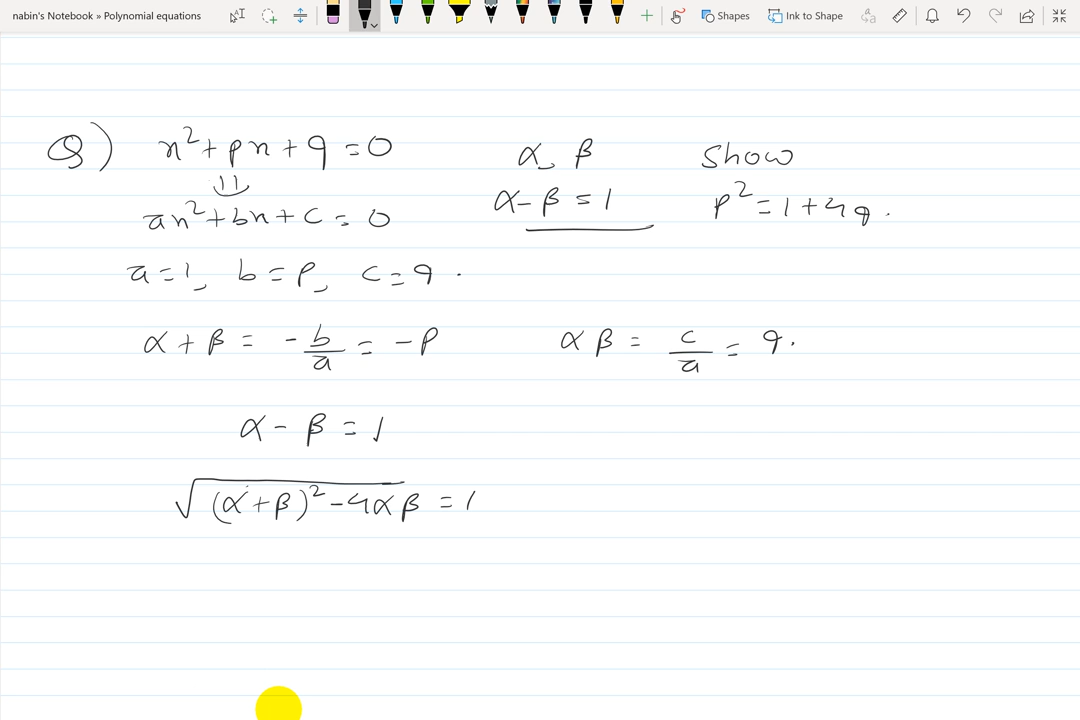 nabin's Notebook » Polynomial equations
Shapes
Ink to Shape
Q) x² + px + q = 0
α, β
Show
ax² + bx + c = 0
α - β = 1
p² = 1 + 4q.
a = 1, b = p, c = q.
α + β = -b/a = -p
αβ = c/a = q.
α - β = 1
√(α+β)² - 4αβ = 1